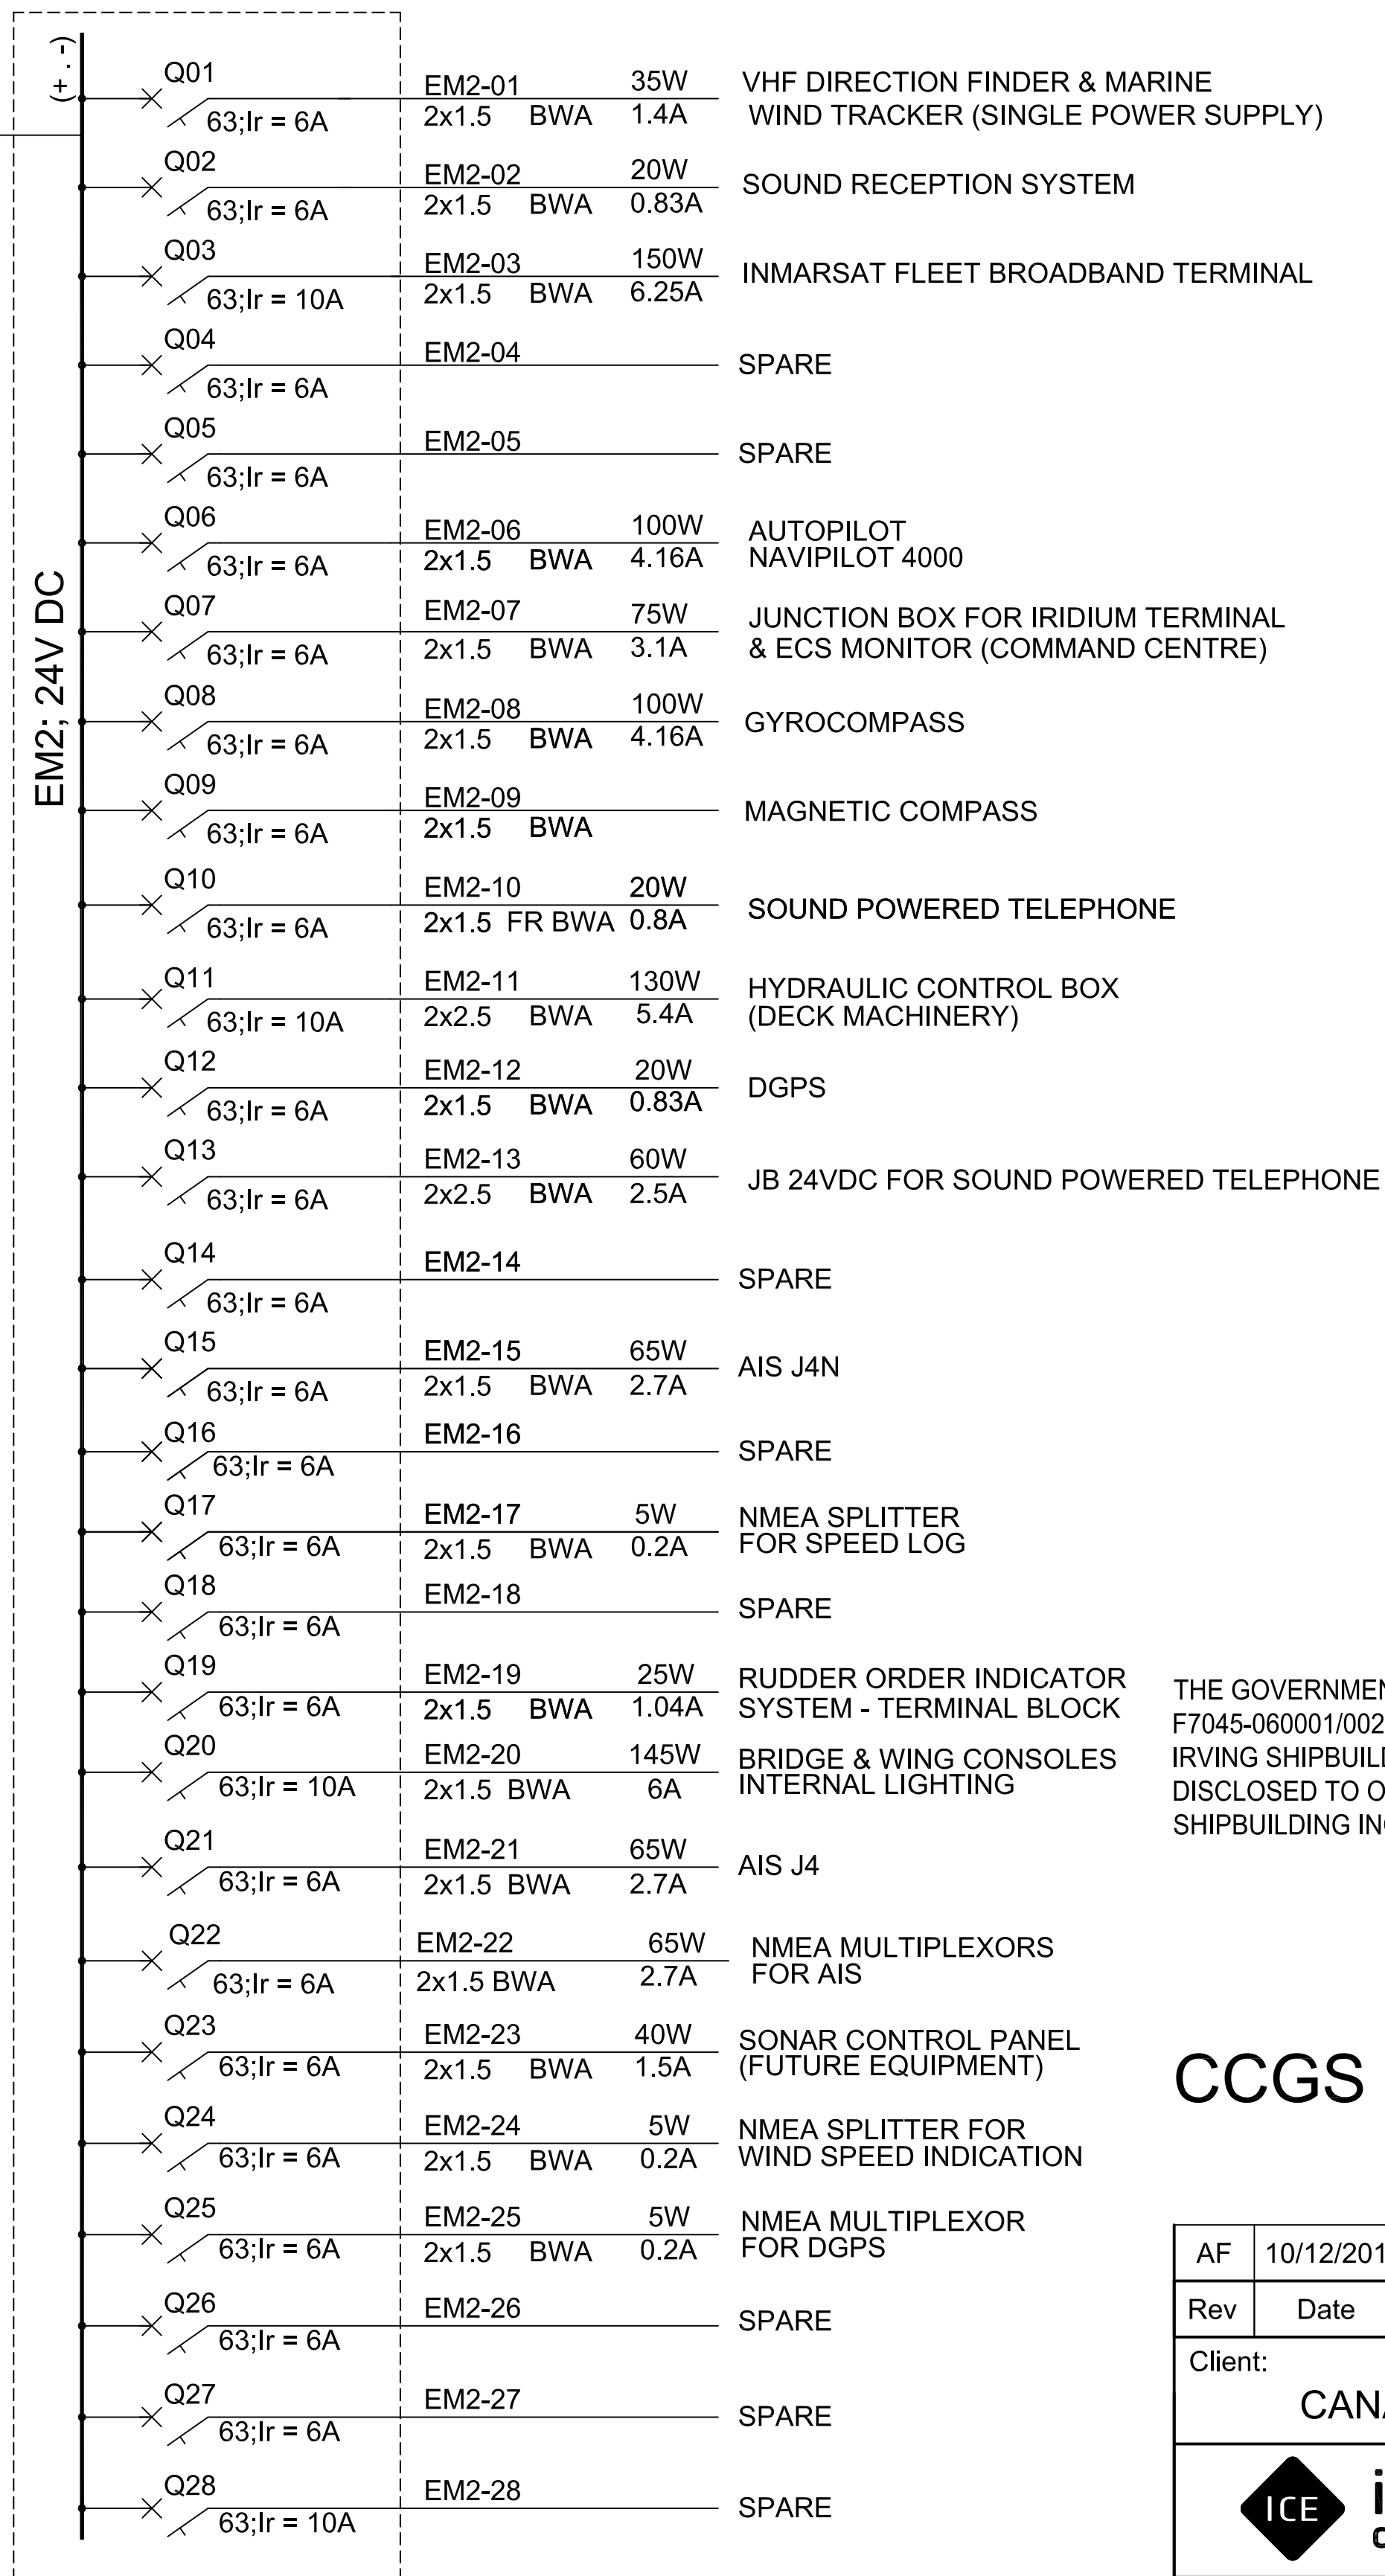 (+ . -)
EM2; 24V DC
Q01
EM2-01 35W VHF DIRECTION FINDER & MARINE
63;Ir = 6A 2x1.5 BWA 1.4A WIND TRACKER (SINGLE POWER SUPPLY)
Q02
EM2-02 20W SOUND RECEPTION SYSTEM
63;Ir = 6A 2x1.5 BWA 0.83A
Q03
EM2-03 150W INMARSAT FLEET BROADBAND TERMINAL
63;Ir = 10A 2x1.5 BWA 6.25A
Q04
EM2-04 SPARE
63;Ir = 6A
Q05
EM2-05 SPARE
63;Ir = 6A
Q06
EM2-06 100W AUTOPILOT
63;Ir = 6A 2x1.5 BWA 4.16A NAVIPILOT 4000
Q07
EM2-07 75W JUNCTION BOX FOR IRIDIUM TERMINAL
63;Ir = 6A 2x1.5 BWA 3.1A & ECS MONITOR (COMMAND CENTRE)
Q08
EM2-08 100W GYROCOMPASS
63;Ir = 6A 2x1.5 BWA 4.16A
Q09
EM2-09 MAGNETIC COMPASS
63;Ir = 6A 2x1.5 BWA
Q10
EM2-10 20W SOUND POWERED TELEPHONE
63;Ir = 6A 2x1.5 FR BWA 0.8A
Q11
EM2-11 130W HYDRAULIC CONTROL BOX
63;Ir = 10A 2x2.5 BWA 5.4A (DECK MACHINERY)
Q12
EM2-12 20W DGPS
63;Ir = 6A 2x1.5 BWA 0.83A
Q13
EM2-13 60W JB 24VDC FOR SOUND POWERED TELEPHONE
63;Ir = 6A 2x2.5 BWA 2.5A
Q14
EM2-14 SPARE
63;Ir = 6A
Q15
EM2-15 65W AIS J4N
63;Ir = 6A 2x1.5 BWA 2.7A
Q16
EM2-16 SPARE
63;Ir = 6A
Q17
EM2-17 5W NMEA SPLITTER
63;Ir = 6A 2x1.5 BWA 0.2A FOR SPEED LOG
Q18
EM2-18 SPARE
63;Ir = 6A
Q19
EM2-19 25W RUDDER ORDER INDICATOR
63;Ir = 6A 2x1.5 BWA 1.04A SYSTEM - TERMINAL BLOCK
Q20
EM2-20 145W BRIDGE & WING CONSOLES
63;Ir = 10A 2x1.5 BWA 6A INTERNAL LIGHTING
Q21
EM2-21 65W AIS J4
63;Ir = 6A 2x1.5 BWA 2.7A
Q22
EM2-22 65W NMEA MULTIPLEXORS
63;Ir = 6A 2x1.5 BWA 2.7A FOR AIS
Q23
EM2-23 40W SONAR CONTROL PANEL
63;Ir = 6A 2x1.5 BWA 1.5A (FUTURE EQUIPMENT)
Q24
EM2-24 5W NMEA SPLITTER FOR
63;Ir = 6A 2x1.5 BWA 0.2A WIND SPEED INDICATION
Q25
EM2-25 5W NMEA MULTIPLEXOR
63;Ir = 6A 2x1.5 BWA 0.2A FOR DGPS
Q26
EM2-26 SPARE
63;Ir = 6A
Q27
EM2-27 SPARE
63;Ir = 6A
Q28
EM2-28 SPARE
63;Ir = 10A
THE GOVERNMEN
F7045-060001/002
IRVING SHIPBUIL
DISCLOSED TO O
SHIPBUILDING IN
CCGS
AF 10/12/201
Rev Date
Client:
CANA
ICE